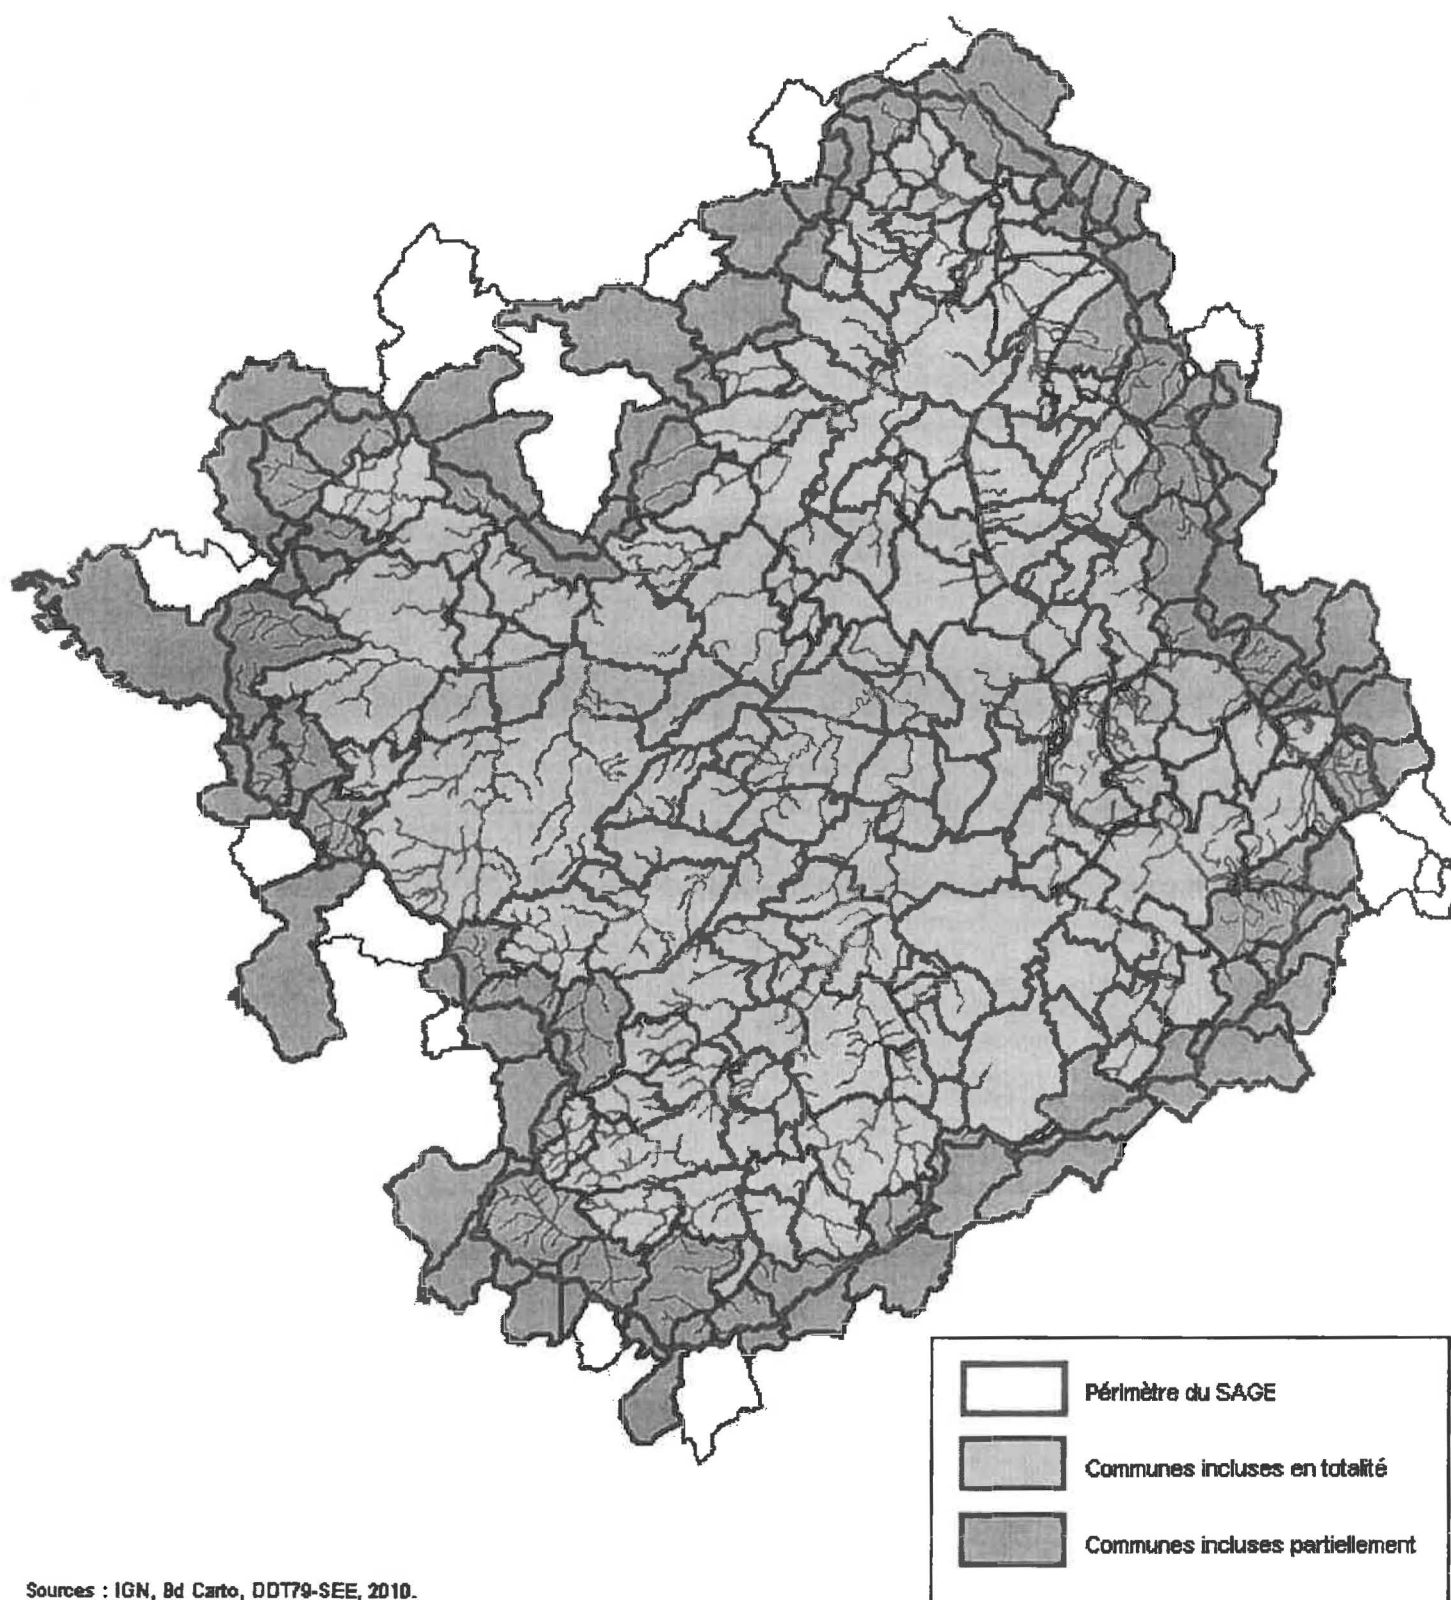 Périmètre du SAGE
Communes incluses en totalité
Communes incluses partiellement
Sources : IGN, Bd Carto, DDT79-SEE, 2010.